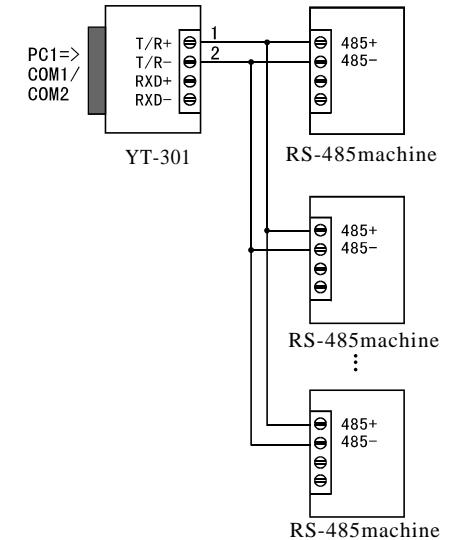 PC1=>
COM1/
COM2
T/R+
T/R-
RXD+
RXD-
1
2
YT-301
485+
485-
RS-485machine
485+
485-
RS-485machine
485+
485-
RS-485machine